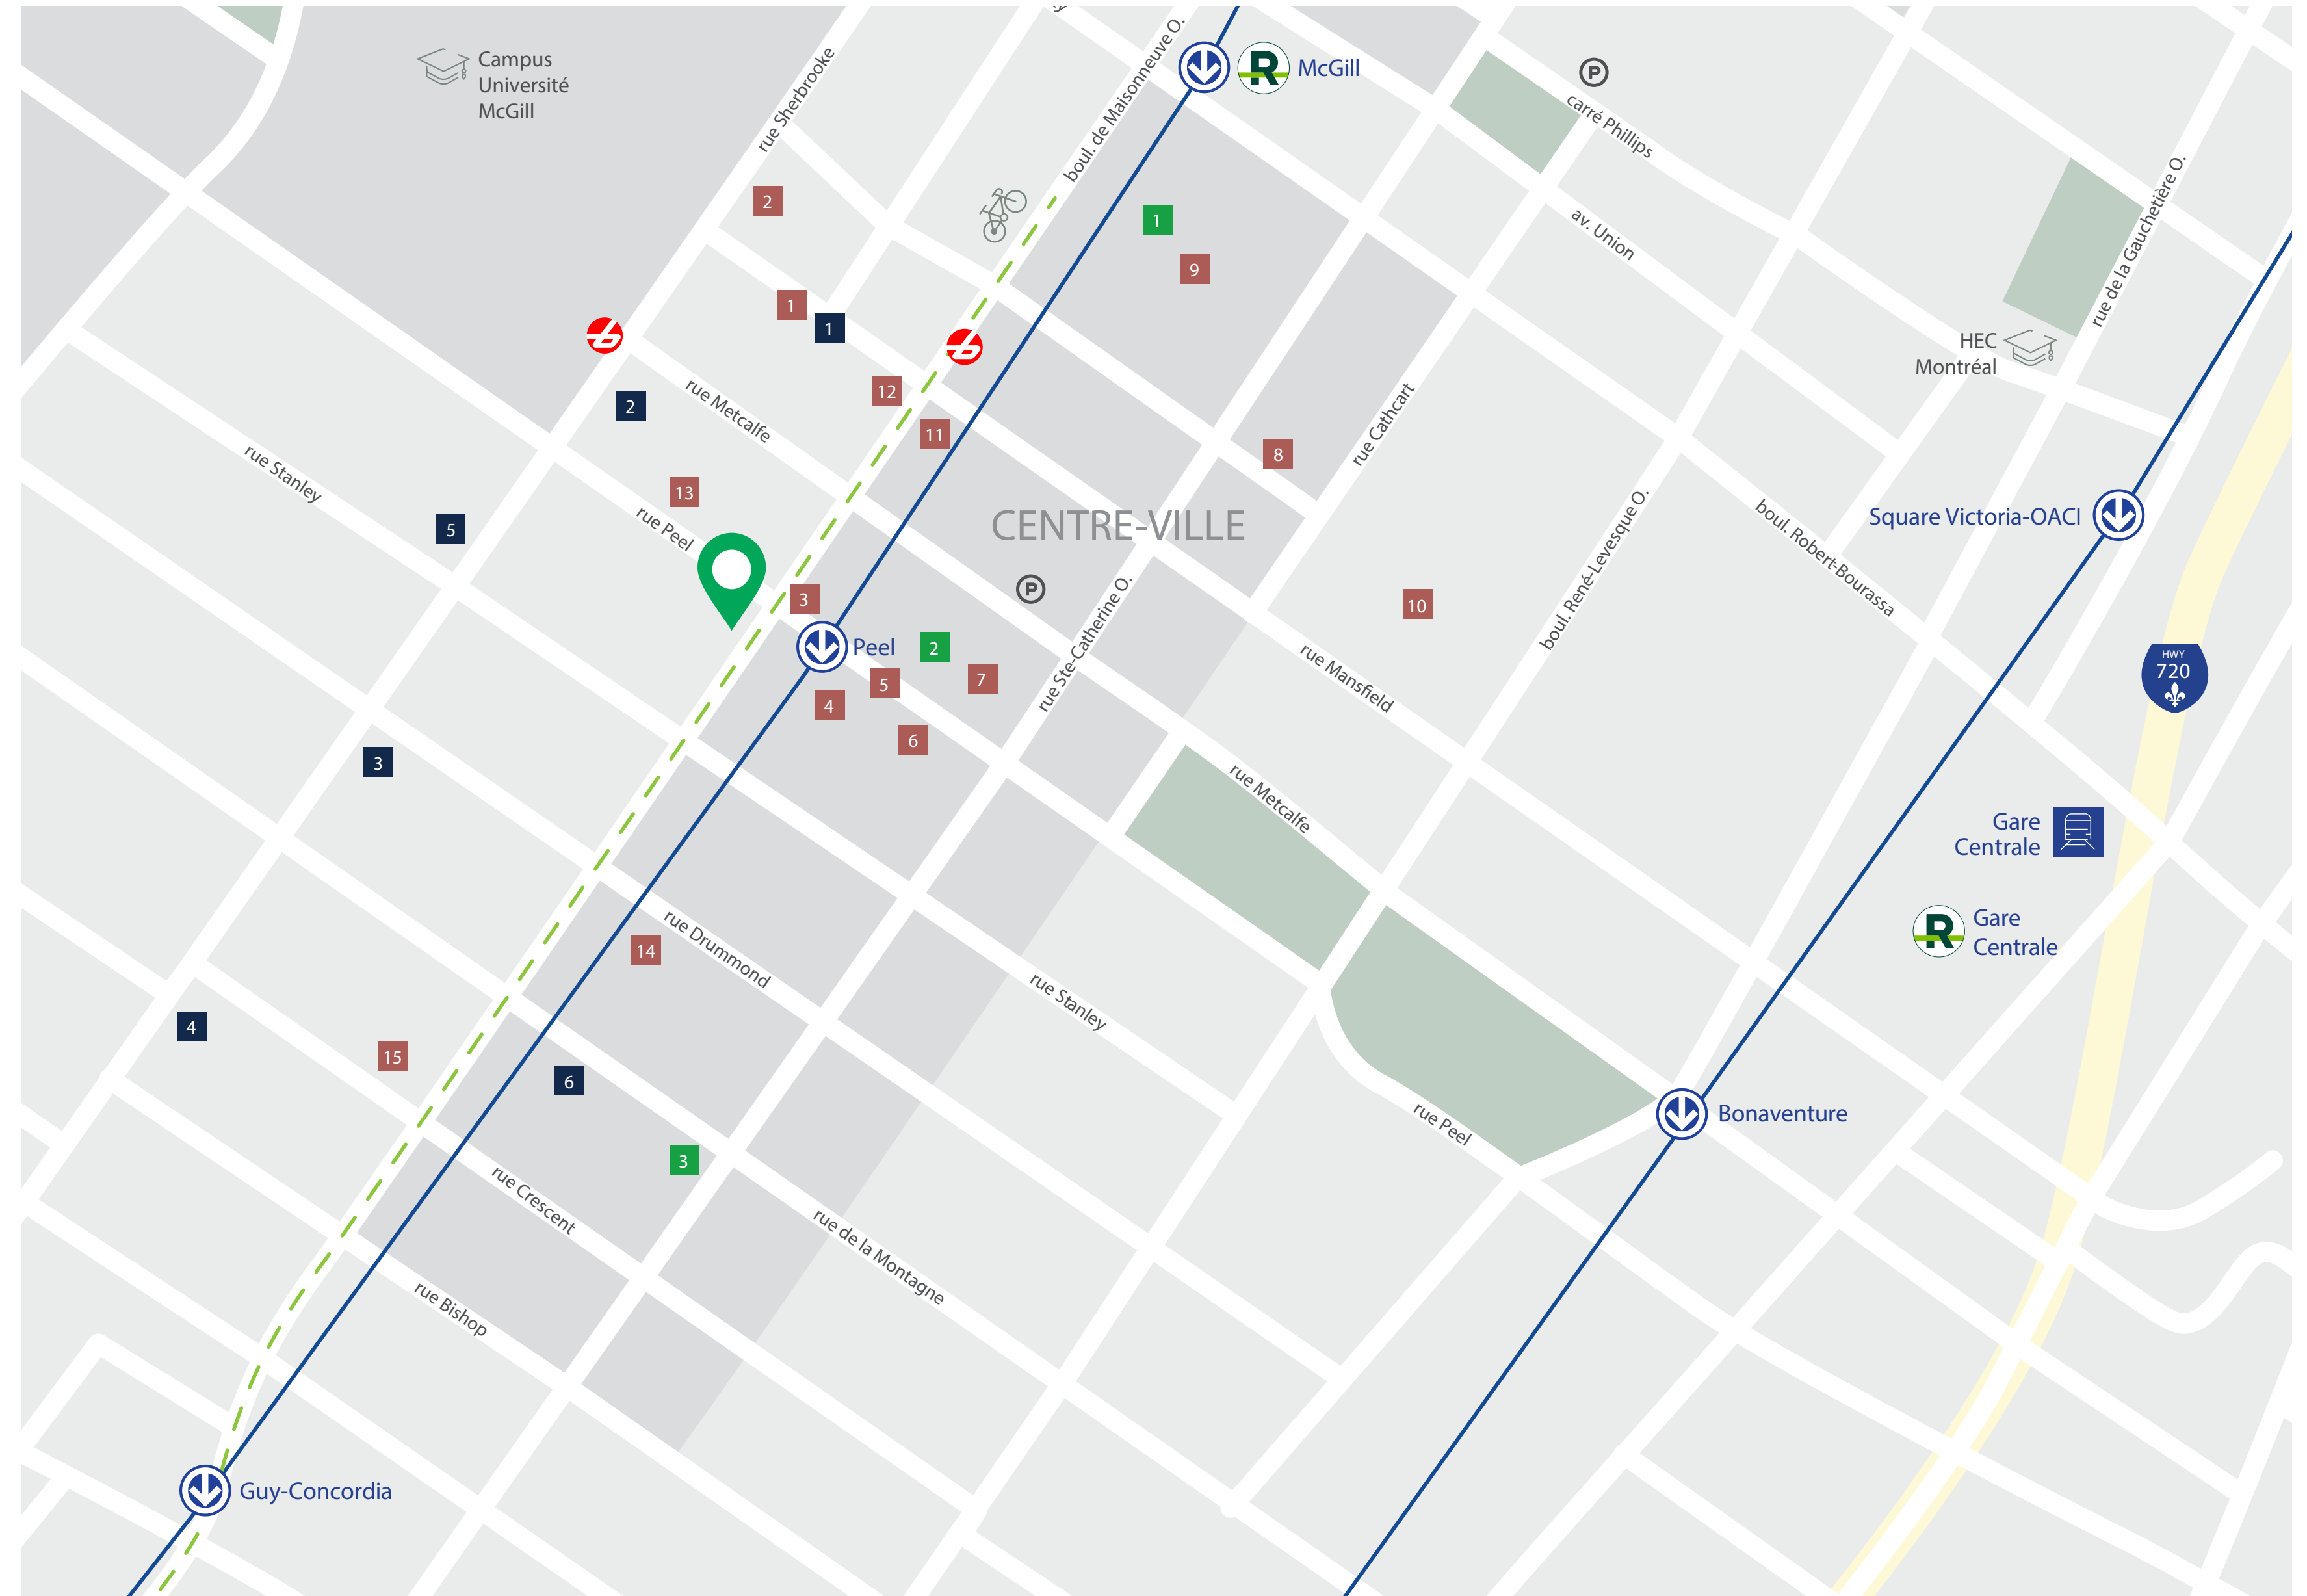 Campus
Université
McGill
rue Sherbrooke
boul. de Maisonneuve O.
R
McGill
P
carré Phillips
av. Union
rue de la Gauchetière O.
2
1
9
1
1
HEC
Montréal
2
rue Metcalfe
12
11
rue Cathcart
8
rue Stanley
13
5
rue Peel
CENTRE-VILLE
boul. René-Levesque O.
boul. Robert-Bourassa
Square Victoria-OACI
3
P
10
Peel
2
5
7
4
6
rue Ste-Catherine O.
rue Mansfield
HWY
720
3
rue Metcalfe
Gare
Centrale
R
Gare
Centrale
rue Drummond
14
rue Stanley
4
15
6
rue Peel
Bonaventure
3
rue Crescent
rue de la Montagne
rue Bishop
Guy-Concordia